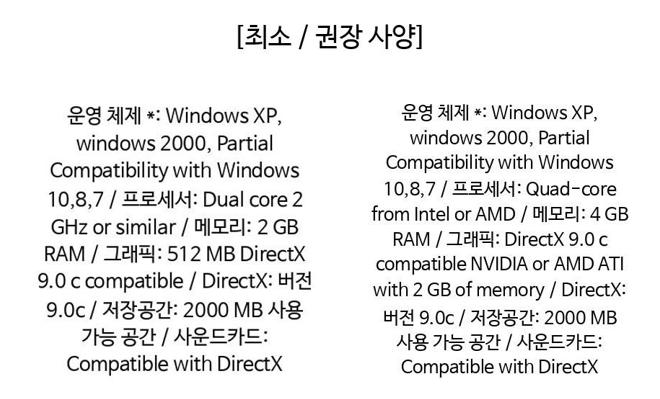 [최소 / 권장 사양]
운영 체제 *: Windows XP,
windows 2000, Partial
Compatibility with Windows
10,8,7 / 프로세서: Dual core 2
GHz or similar / 메모리: 2 GB
RAM / 그래픽: 512 MB DirectX
9.0 c compatible / DirectX: 버전
9.0c / 저장공간: 2000 MB 사용
가능 공간 / 사운드카드:
Compatible with DirectX
운영 체제 *: Windows XP,
windows 2000, Partial
Compatibility with Windows
10,8,7 / 프로세서: Quad-core
from Intel or AMD / 메모리: 4 GB
RAM / 그래픽: DirectX 9.0 c
compatible NVIDIA or AMD ATI
with 2 GB of memory / DirectX:
버전 9.0c / 저장공간: 2000 MB
사용 가능 공간 / 사운드카드:
Compatible with DirectX